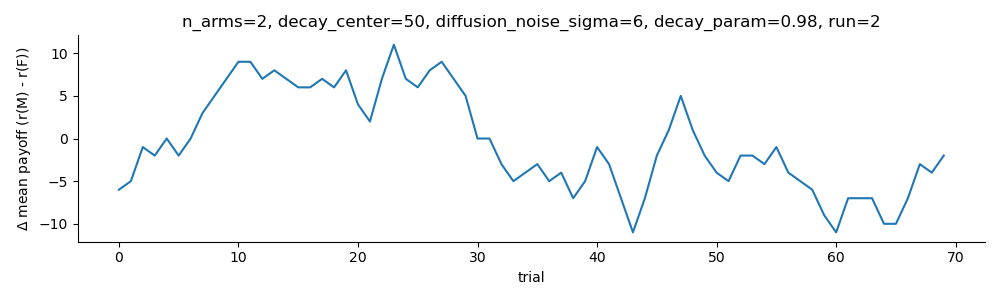 n_arms=2, decay_center=50, diffusion_noise_sigma=6, decay_param=0.98, run=2
Δ mean payoff (r(M) - r(F))
10
5
0
−5
−10
0 10 20 30 40 50 60 70
trial